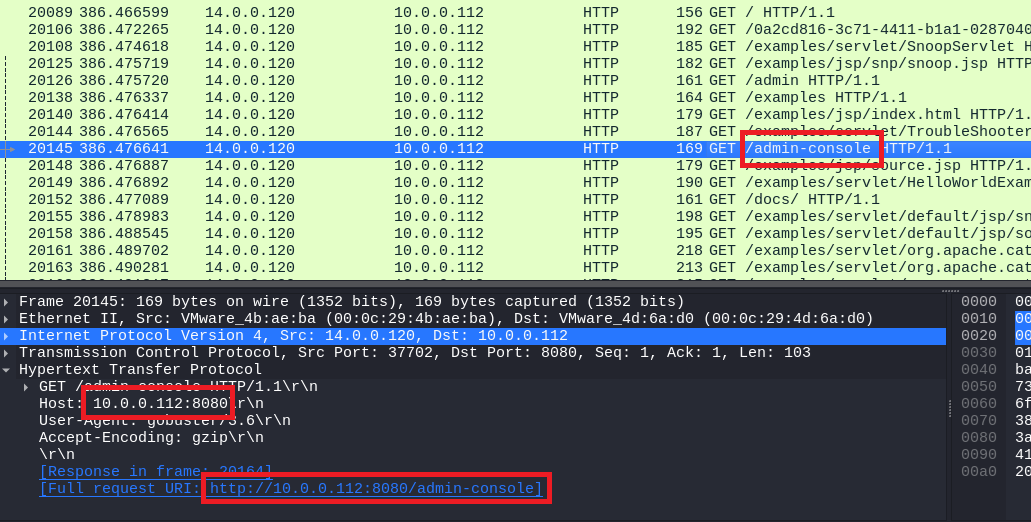 20089 386.466599 14.0.0.120 10.0.0.112 HTTP 156 GET / HTTP/1.1
20106 386.472265 14.0.0.120 10.0.0.112 HTTP 192 GET /0a2cd816-3c71-4411-b1a1-0287040
20108 386.474618 14.0.0.120 10.0.0.112 HTTP 185 GET /examples/servlet/SnoopServlet H
20125 386.475719 14.0.0.120 10.0.0.112 HTTP 182 GET /examples/jsp/snp/snoop.jsp HTTP
20126 386.475720 14.0.0.120 10.0.0.112 HTTP 161 GET /admin HTTP/1.1
20138 386.476337 14.0.0.120 10.0.0.112 HTTP 164 GET /examples HTTP/1.1
20140 386.476414 14.0.0.120 10.0.0.112 HTTP 179 GET /examples/jsp/index.html HTTP/1.
20144 386.476565 14.0.0.120 10.0.0.112 HTTP 187 GET /examples/servlet/TroubleShooter
20145 386.476641 14.0.0.120 10.0.0.112 HTTP 169 GET /admin-console HTTP/1.1
20148 386.476887 14.0.0.120 10.0.0.112 HTTP 179 GET /examples/jsp/source.jsp HTTP/1.
20149 386.476892 14.0.0.120 10.0.0.112 HTTP 190 GET /examples/servlet/HelloWorldExam
20152 386.477089 14.0.0.120 10.0.0.112 HTTP 161 GET /docs/ HTTP/1.1
20155 386.478983 14.0.0.120 10.0.0.112 HTTP 198 GET /examples/servlet/default/jsp/sn
20158 386.488545 14.0.0.120 10.0.0.112 HTTP 195 GET /examples/servlet/default/jsp/so
20161 386.489702 14.0.0.120 10.0.0.112 HTTP 218 GET /examples/servlet/org.apache.cat
20163 386.490281 14.0.0.120 10.0.0.112 HTTP 213 GET /examples/servlet/org.apache.cat
Frame 20145: 169 bytes on wire (1352 bits), 169 bytes captured (1352 bits)
Ethernet II, Src: VMware_4b:ae:ba (00:0c:29:4b:ae:ba), Dst: VMware_4d:6a:d0 (00:0c:29:4d:6a:d0)
Internet Protocol Version 4, Src: 14.0.0.120, Dst: 10.0.0.112
Transmission Control Protocol, Src Port: 37702, Dst Port: 8080, Seq: 1, Ack: 1, Len: 103
Hypertext Transfer Protocol
GET /admin-console HTTP/1.1\r\n
Host: 10.0.0.112:8080\r\n
User-Agent: gobuster/3.6\r\n
Accept-Encoding: gzip\r\n
\r\n
[Response in frame: 20164]
[Full request URI: http://10.0.0.112:8080/admin-console]
0000 00
0010 00
0020 00
0030 01
0040 ba
0050 73
0060 6f
0070 38
0080 3a
0090 41
00a0 20